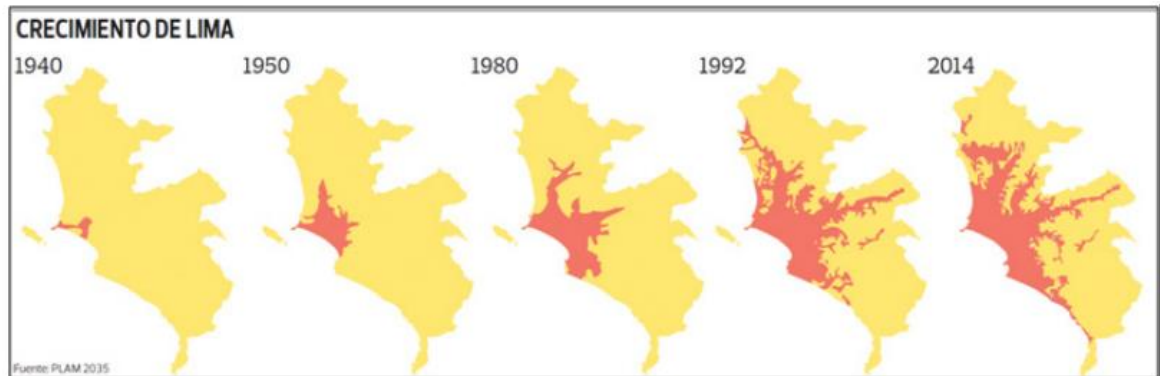 CRECIMIENTO DE LIMA
1940
1950
1980
1992
2014
Fuente: PLAM 2035